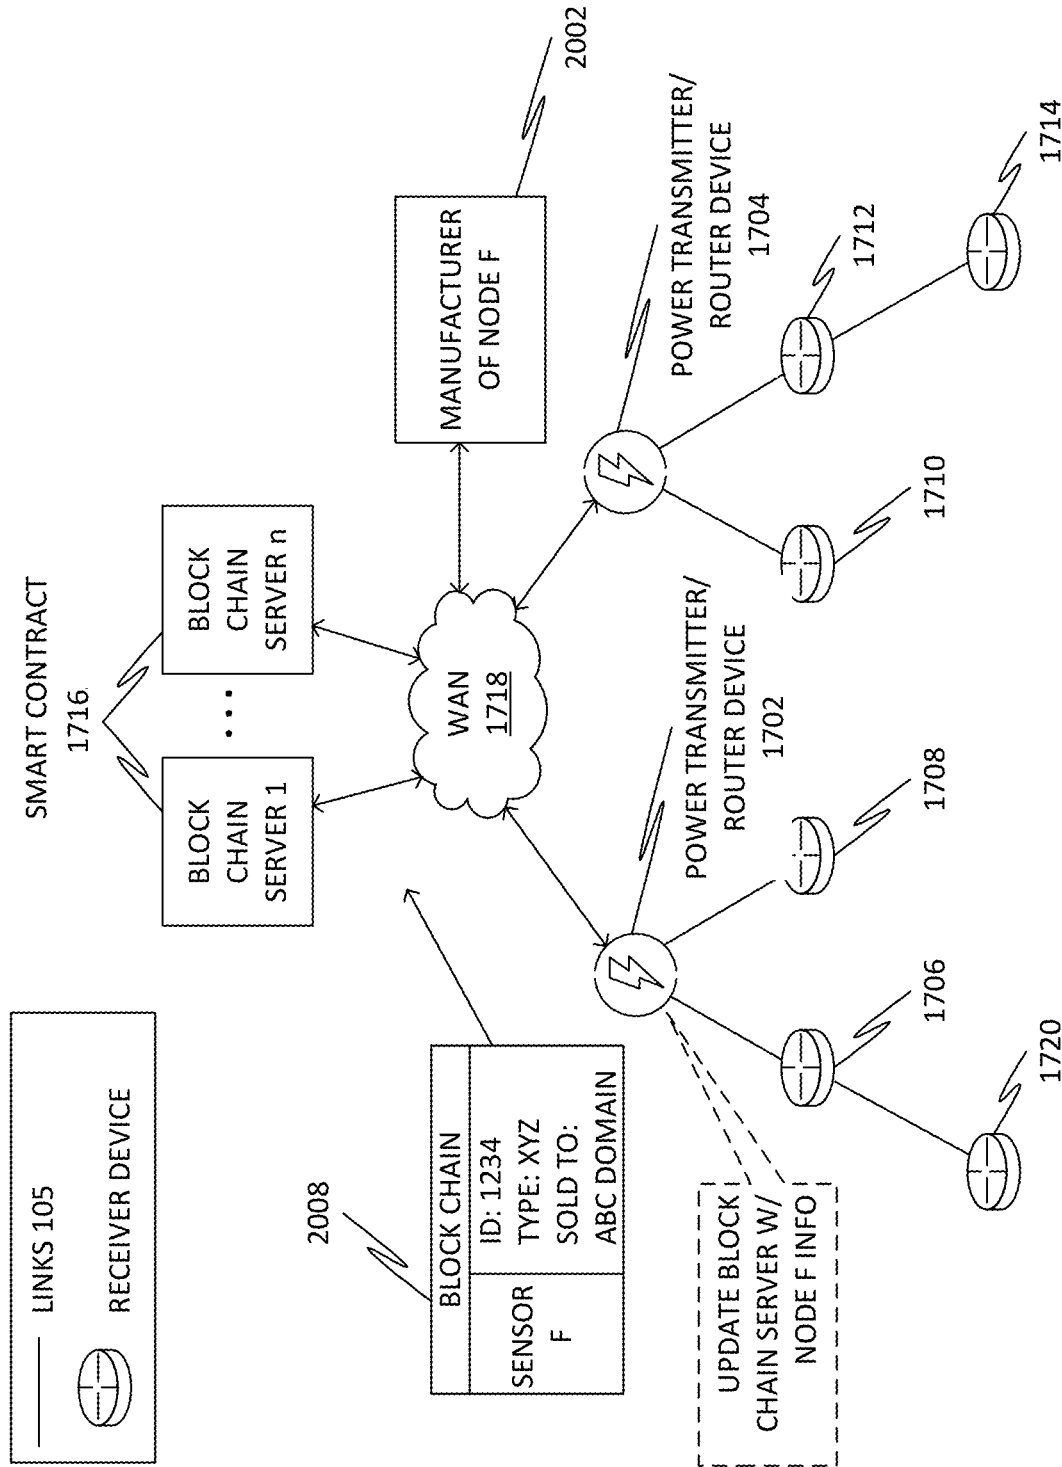 LINKS 105
RECEIVER DEVICE
SMART CONTRACT
1716
BLOCK
CHAIN
SERVER 1
...
BLOCK
CHAIN
SERVER n
WAN
1718
MANUFACTURER
OF NODE F
2002
2008
BLOCK CHAIN
SENSOR
F
ID: 1234
TYPE: XYZ
SOLD TO:
ABC DOMAIN
UPDATE BLOCK
CHAIN SERVER W/
NODE F INFO
POWER TRANSMITTER/
ROUTER DEVICE
1702
POWER TRANSMITTER/
ROUTER DEVICE
1704
1706
1708
1710
1712
1714
1720